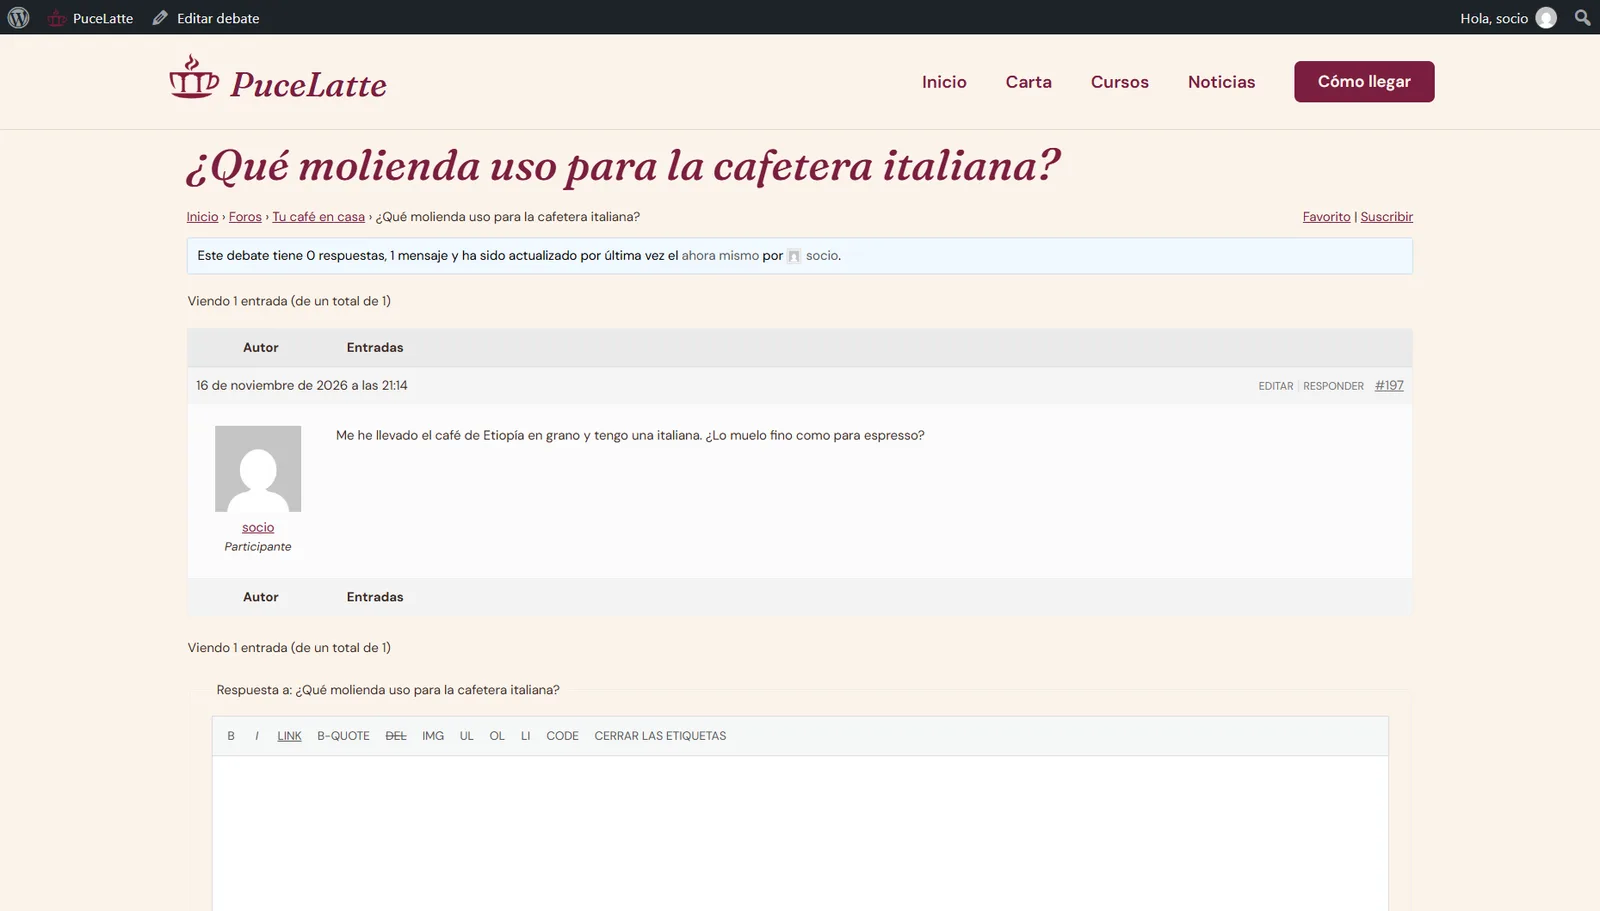 PuceLatte Editar debate Hola, socio
PuceLatte Inicio Carta Cursos Noticias Cómo llegar
¿Qué molienda uso para la cafetera italiana?
Inicio › Foros › Tu café en casa › ¿Qué molienda uso para la cafetera italiana? Favorito | Suscribir
Este debate tiene 0 respuestas, 1 mensaje y ha sido actualizado por última vez el ahora mismo por socio.
Viendo 1 entrada (de un total de 1)
Autor Entradas
16 de noviembre de 2026 a las 21:14 EDITAR | RESPONDER #197
Me he llevado el café de Etiopía en grano y tengo una italiana. ¿Lo muelo fino como para espresso?
socio
Participante
Autor Entradas
Viendo 1 entrada (de un total de 1)
Respuesta a: ¿Qué molienda uso para la cafetera italiana?
B I LINK B-QUOTE DEL IMG UL OL LI CODE CERRAR LAS ETIQUETAS